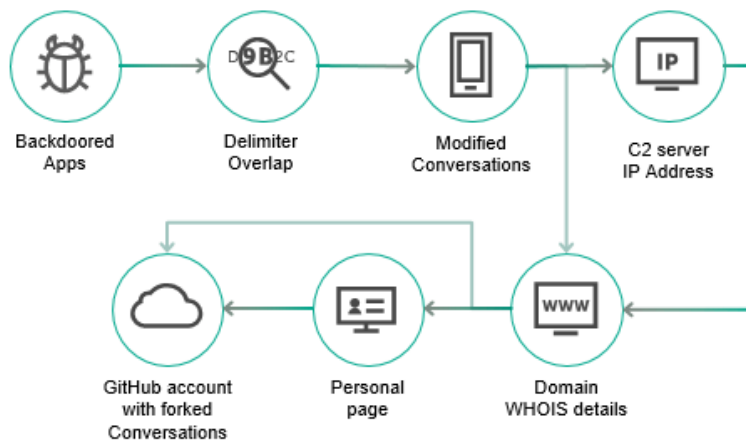 D9B2C
IP
Backdoored
Apps
Delimiter
Overlap
Modified
Conversations
C2 server
IP Address
www
GitHub account
with forked
Conversations
Personal
page
Domain
WHOIS details